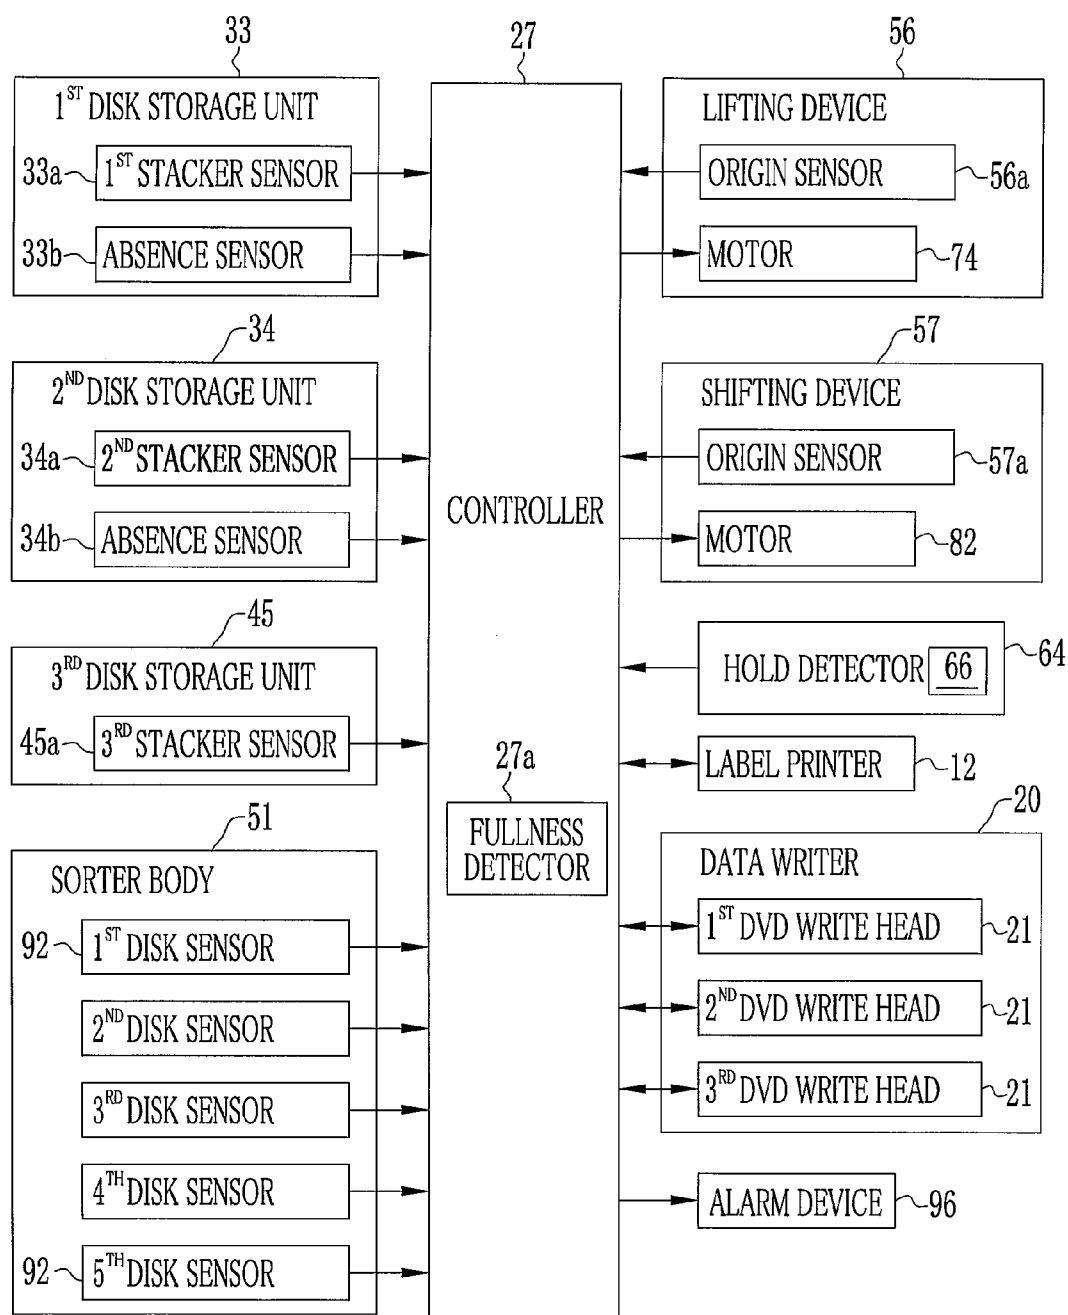 33
1ST DISK STORAGE UNIT
33a 1ST STACKER SENSOR
33b ABSENCE SENSOR
34
2ND DISK STORAGE UNIT
34a 2ND STACKER SENSOR
34b ABSENCE SENSOR
45
3RD DISK STORAGE UNIT
45a 3RD STACKER SENSOR
51
SORTER BODY
92 1ST DISK SENSOR
2ND DISK SENSOR
3RD DISK SENSOR
4TH DISK SENSOR
92 5TH DISK SENSOR
27
CONTROLLER
27a
FULLNESS
DETECTOR
56
LIFTING DEVICE
ORIGIN SENSOR 56a
MOTOR 74
57
SHIFTING DEVICE
ORIGIN SENSOR 57a
MOTOR 82
HOLD DETECTOR 66 64
LABEL PRINTER 12
20
DATA WRITER
1ST DVD WRITE HEAD 21
2ND DVD WRITE HEAD 21
3RD DVD WRITE HEAD 21
ALARM DEVICE 96